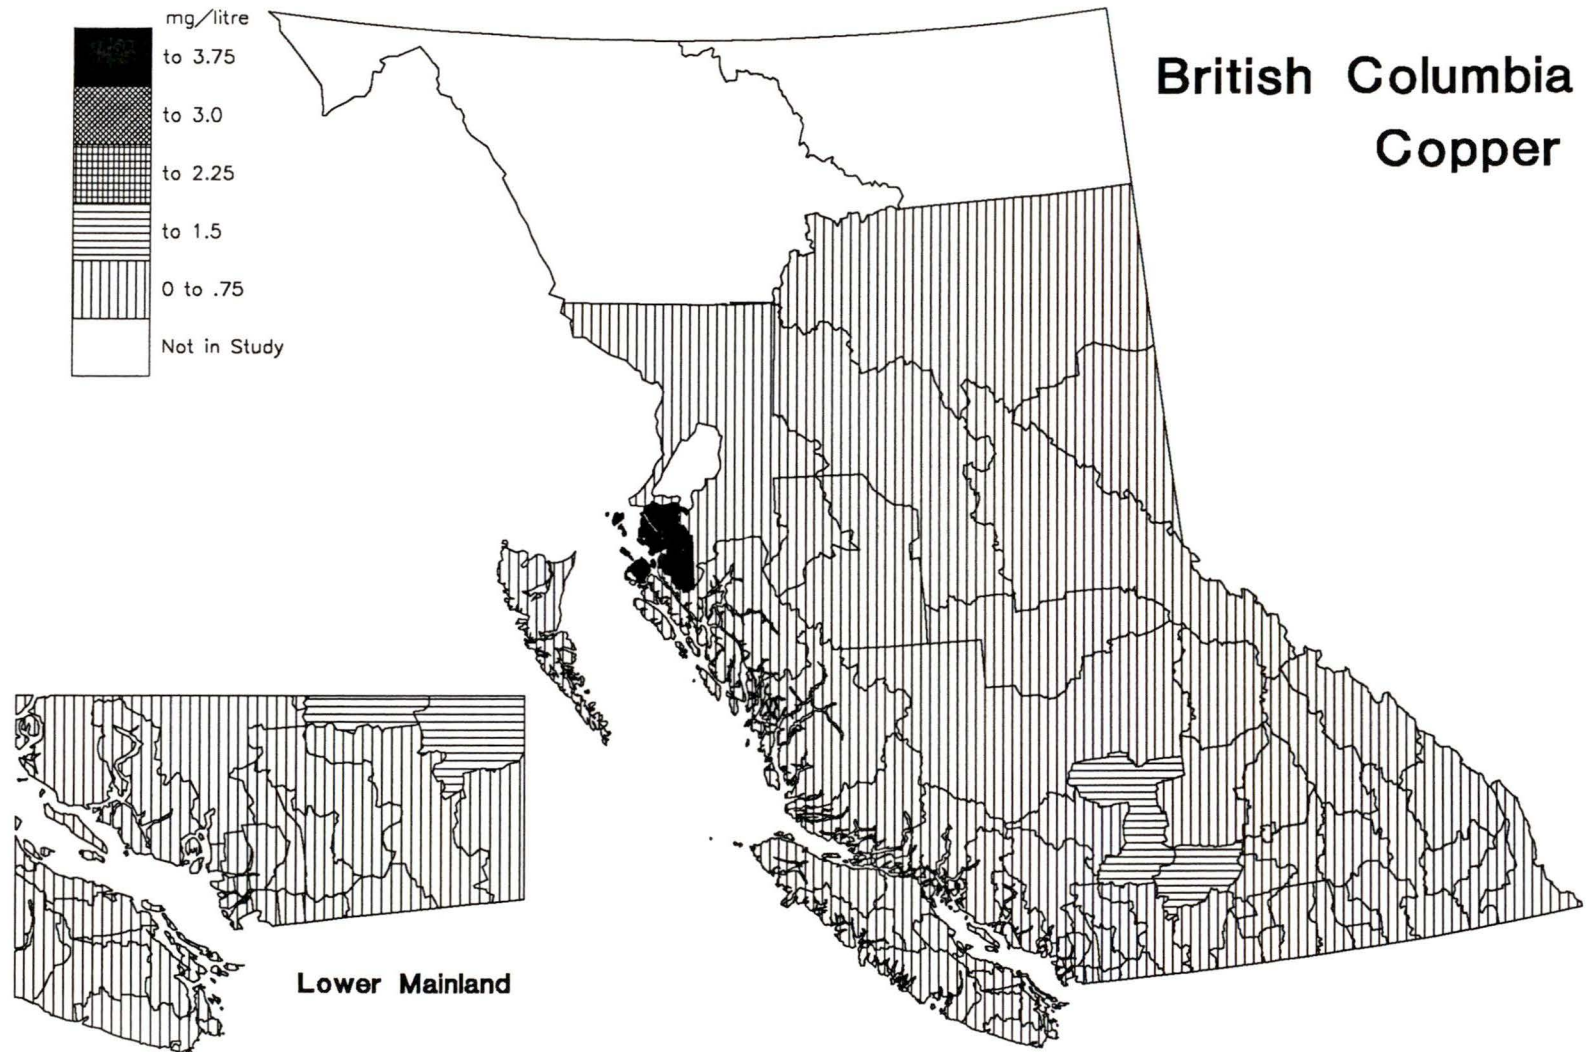 mg/litre
to 3.75
to 3.0
to 2.25
to 1.5
0 to .75
Not in Study
British Columbia
Copper
Lower Mainland